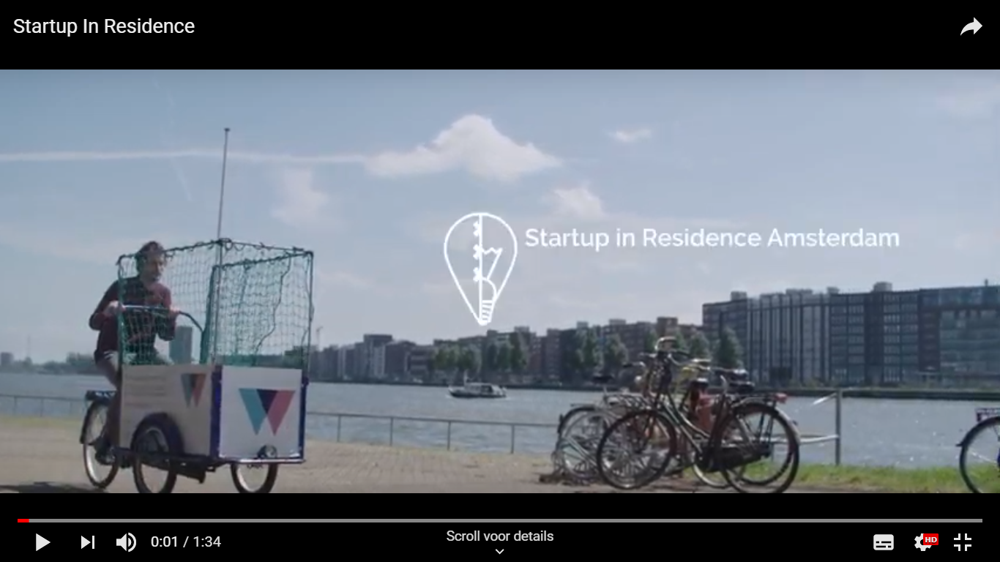 Startup In Residence
Startup in Residence Amsterdam
0:01 / 1:34
Scroll voor details
HD